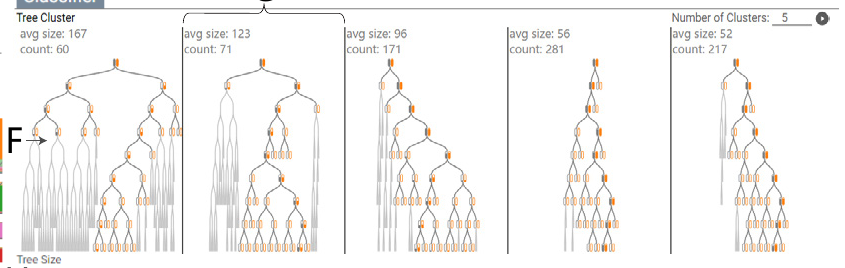 Classifier
Tree Cluster
Number of Clusters: 5
avg size: 167
count: 60
avg size: 123
count: 71
avg size: 96
count: 171
avg size: 56
count: 281
avg size: 52
count: 217
F
Tree Size